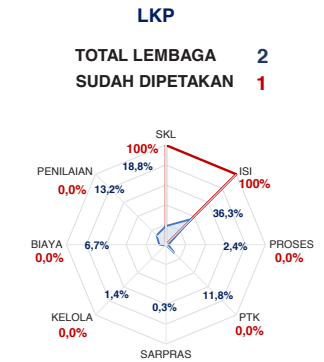 LKP
TOTAL LEMBAGA 2
SUDAH DIPETAKAN 1
SKL
100%
18,8%
PENILAIAN
0,0% 13,2%
ISI
100%
36,3%
BIAYA
0,0%
6,7%
2,4%
PROSES
0,0%
1,4%
0,3%
11,8%
KELOLA
0,0%
PTK
0,0%
SARPRAS